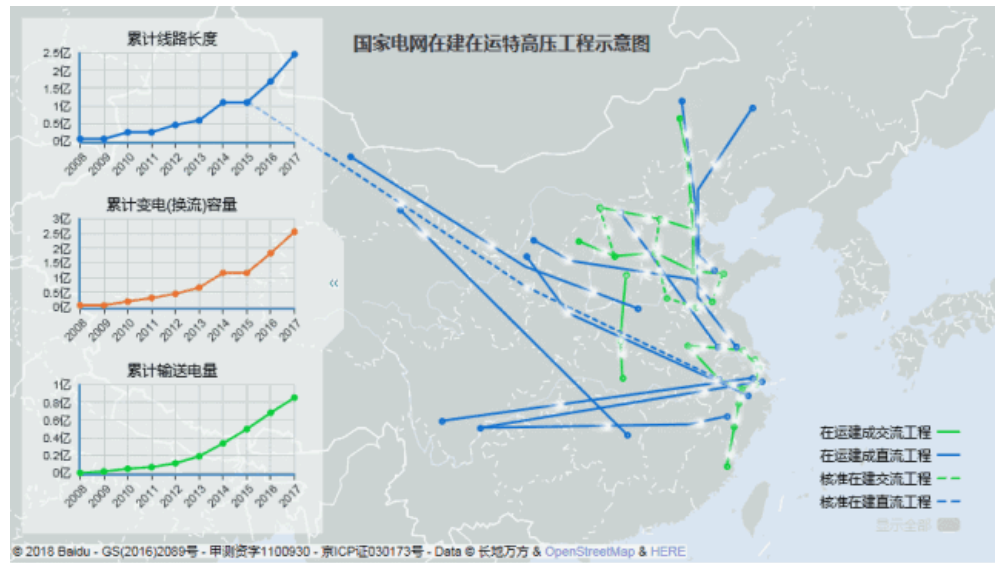 国家电网在建在运特高压工程示意图
累计线路长度
2.5亿
2亿
1.5亿
1亿
0.5亿
0亿
2008
2009
2010
2011
2012
2013
2014
2015
2016
2017
累计变电(换流)容量
3亿
2.5亿
2亿
1.5亿
1亿
0.5亿
0亿
2008
2009
2010
2011
2012
2013
2014
2015
2016
2017
«
累计输送电量
1亿
0.8亿
0.6亿
0.4亿
0.2亿
0亿
2008
2009
2010
2011
2012
2013
2014
2015
2016
2017
在运建成交流工程
在运建成直流工程
核准在建交流工程
核准在建直流工程
显示全部
© 2018 Baidu - GS(2016)2089号 - 甲测资字1100930 - 京ICP证030173号 - Data © 长地万方 & OpenStreetMap & HERE